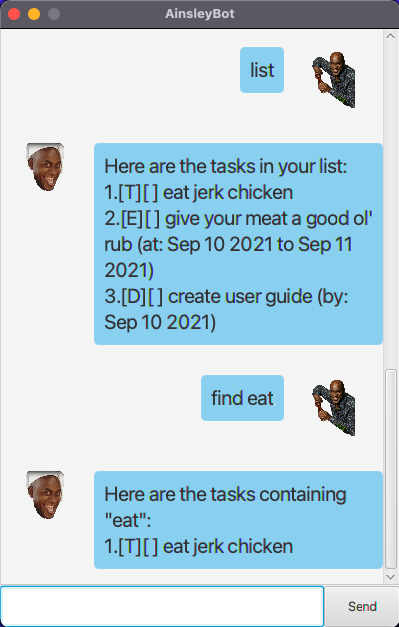 AinsleyBot
list
Here are the tasks in your list:
1.[T][ ] eat jerk chicken
2.[E][ ] give your meat a good ol'
rub (at: Sep 10 2021 to Sep 11
2021)
3.[D][ ] create user guide (by:
Sep 10 2021)
find eat
Here are the tasks containing
"eat":
1.[T][ ] eat jerk chicken
Send